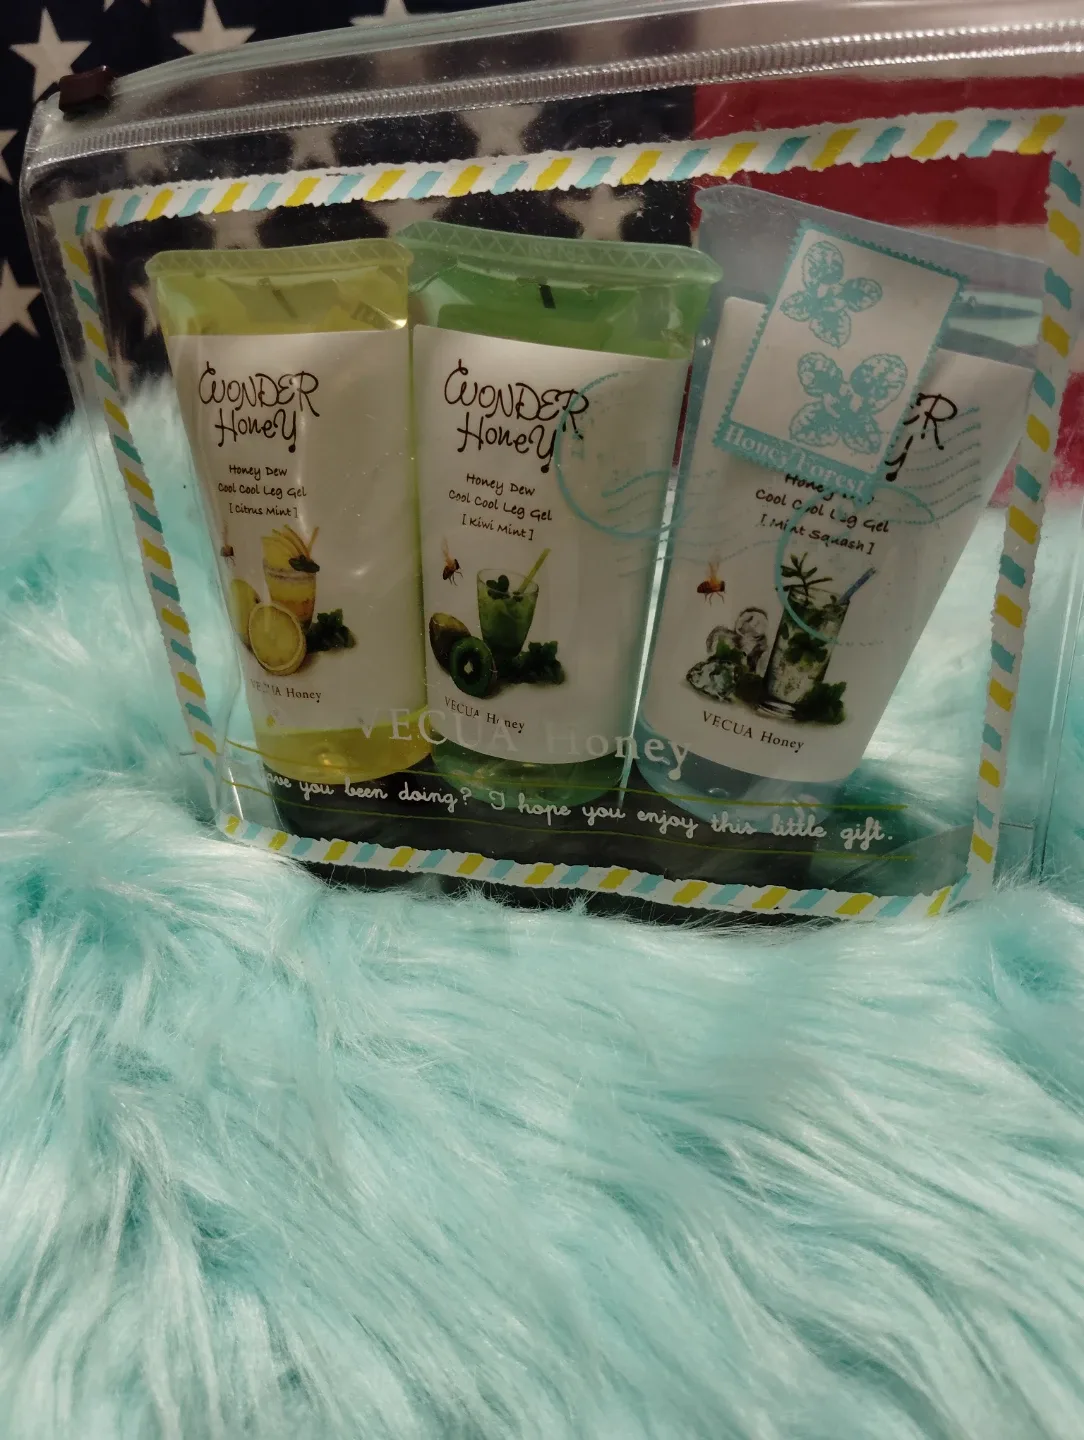 WONDER
Honey
Honey Dew
Cool Cool Leg Gel
[Citrus Mint]
VECUA Honey
WONDER
Honey
Honey Dew
Cool Cool Leg Gel
[Kiwi Mint]
VECUA Honey
Honey Forest
Cool Cool Leg Gel
[Mint Squash]
VECUA Honey
VECUA Honey
you been doing? I hope you enjoy this little gift.